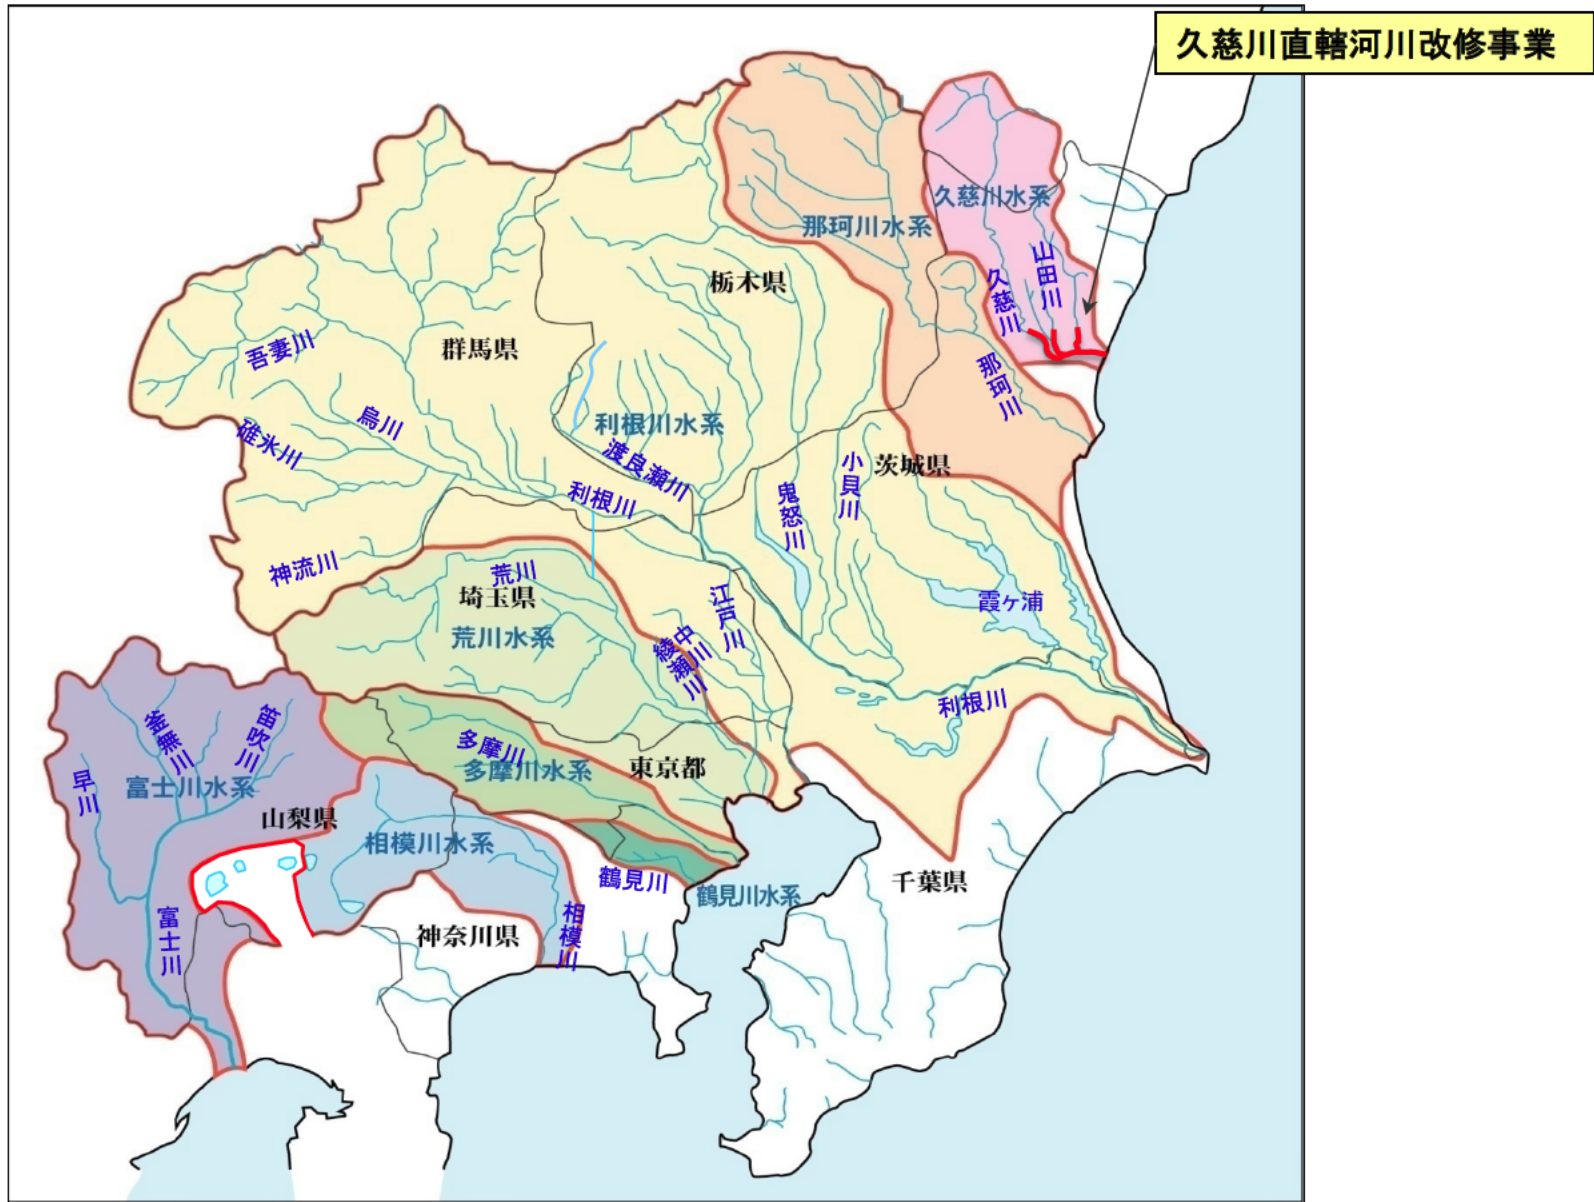 久慈川直轄河川改修事業
久慈川水系
那珂川水系
山田川
久慈川
栃木県
吾妻川
群馬県
那珂川
烏川
利根川水系
碓氷川
渡良瀬川
小貝川
茨城県
鬼怒川
利根川
神流川
荒川
埼玉県
江戸川
霞ヶ浦
荒川水系
中川
綾瀬川
利根川
釜無川
笛吹川
多摩川
多摩川水系
東京都
早川
富士川水系
山梨県
相模川水系
鶴見川
鶴見川水系
千葉県
富士川
神奈川県
相模川